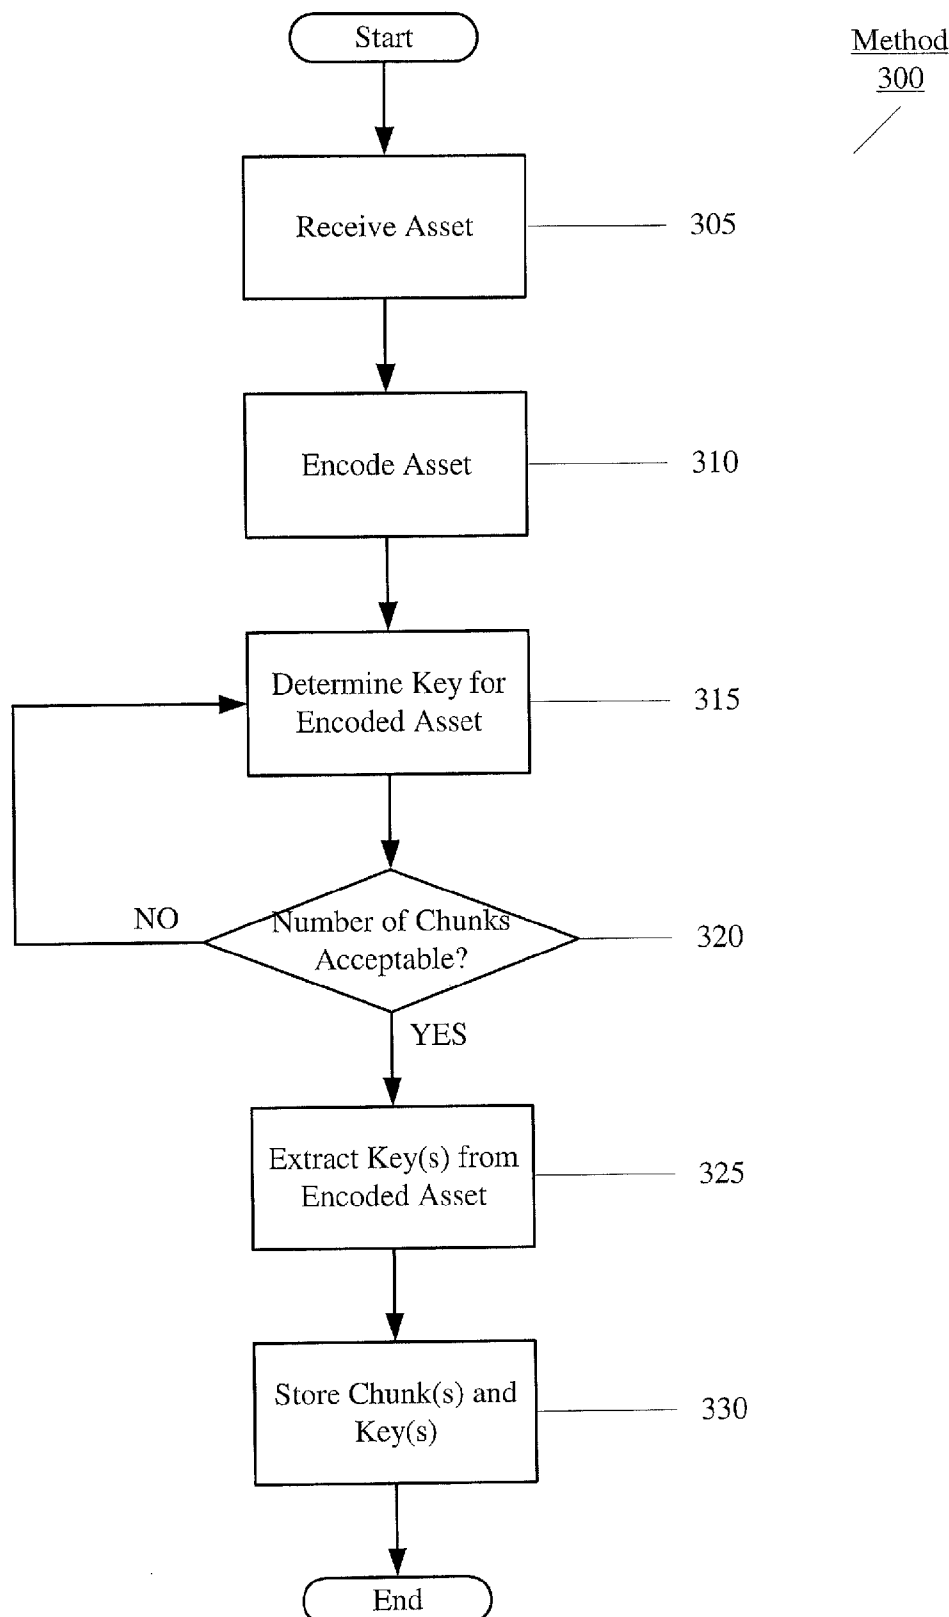 Start
Method
300
Receive Asset
305
Encode Asset
310
Determine Key for
Encoded Asset
315
NO
Number of Chunks
Acceptable?
320
YES
Extract Key(s) from
Encoded Asset
325
Store Chunk(s) and
Key(s)
330
End